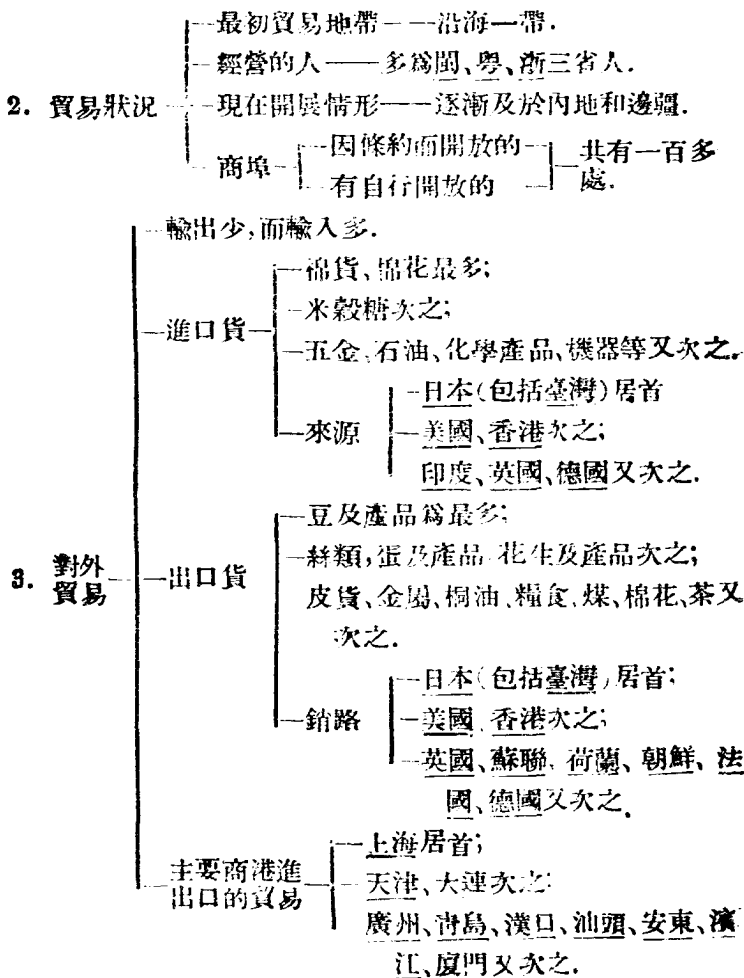 最初貿易地帶——沿海一帶.
經營的人——多爲閩、粤、浙三省人.
2. 貿易狀況
現在開展情形——逐漸及於內地和邊疆.
商埠
因條約而開放的
有自行開放的
共有一百多
處.
輸出少,而輸入多.
進口貨
棉貨、棉花最多;
米穀糖次之;
五金、石油、化學產品、機器等又次之.
來源
日本(包括臺灣)居首
美國、香港次之;
印度、英國、德國又次之.
3. 對外
貿易
出口貨
豆及產品爲最多;
絲類,蛋及產品 花生及產品次之;
皮貨、金屬、桐油、糧食、煤、棉花、茶又
次之.
銷路
日本(包括臺灣)居首;
美國、香港次之;
英國、蘇聯、荷蘭、朝鮮、法
國、德國又次之.
主要商港進
出口的貿易
上海居首;
天津、大連次之;
廣州、青島、漢口、汕頭、安東、濱
江、廈門又次之.